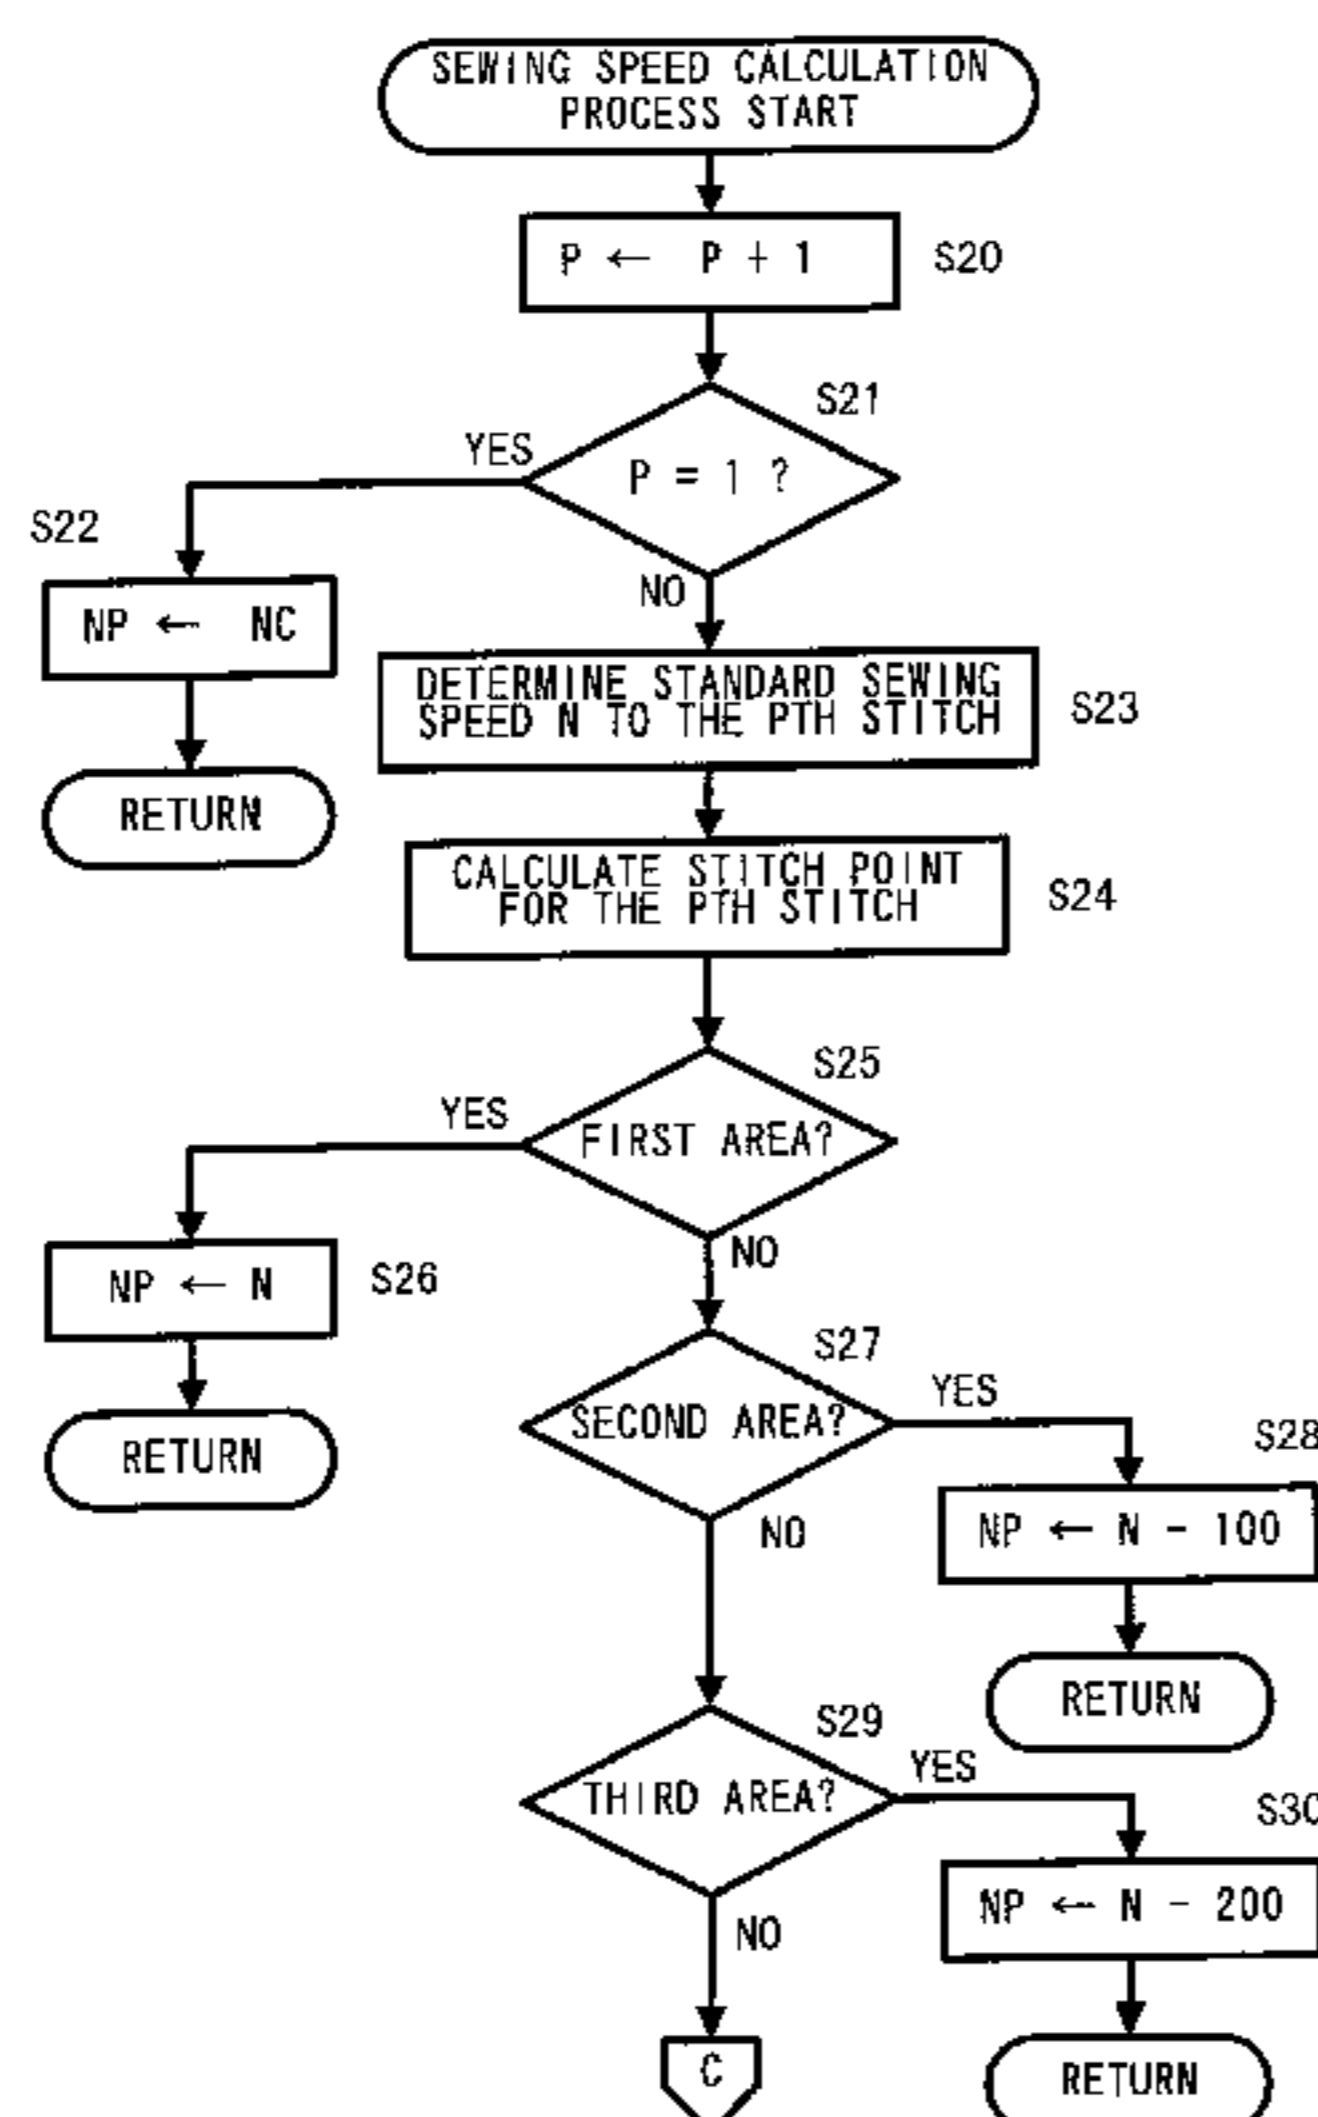 SEWING SPEED CALCULATION
PROCESS START
P ← P + 1
S20
S21
P = 1 ?
YES
NO
S22
NP ← NC
RETURN
DETERMINE STANDARD SEWING
SPEED N TO THE PTH STITCH
S23
CALCULATE STITCH POINT
FOR THE PTH STITCH
S24
S25
FIRST AREA?
YES
NO
NP ← N
S26
RETURN
S27
SECOND AREA?
YES
NO
S28
NP ← N - 100
RETURN
S29
THIRD AREA?
YES
NO
S30
NP ← N - 200
RETURN
C